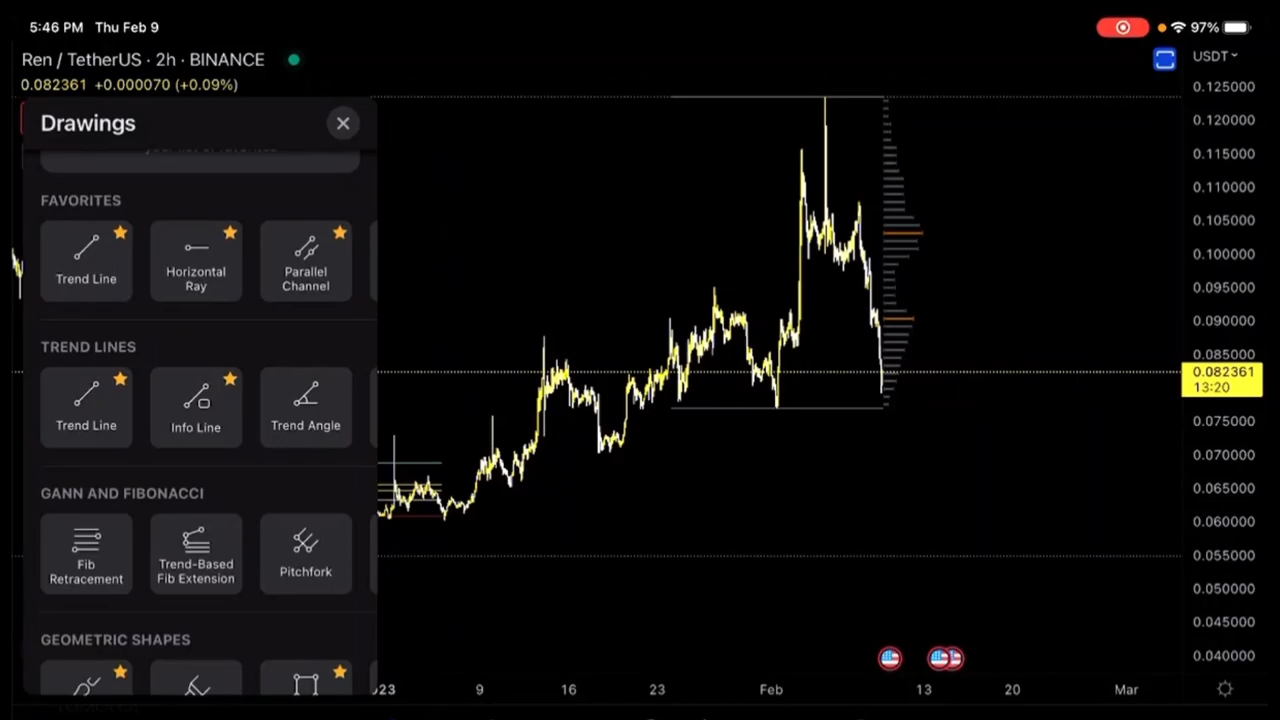 5:46 PM Thu Feb 9
97%
Ren / TetherUS · 2h · BINANCE
USDT
0.082361 +0.000070 (+0.09%)
Drawings
FAVORITES
Trend Line
Horizontal
Ray
Parallel
Channel
TREND LINES
Trend Line
Info Line
Trend Angle
GANN AND FIBONACCI
Fib
Retracement
Trend-Based
Fib Extension
Pitchfork
GEOMETRIC SHAPES
0.125000
0.120000
0.115000
0.110000
0.105000
0.100000
0.095000
0.090000
0.085000
0.082361
13:20
0.075000
0.070000
0.065000
0.060000
0.055000
0.050000
0.045000
0.040000
023
9
16
23
Feb
13
20
Mar